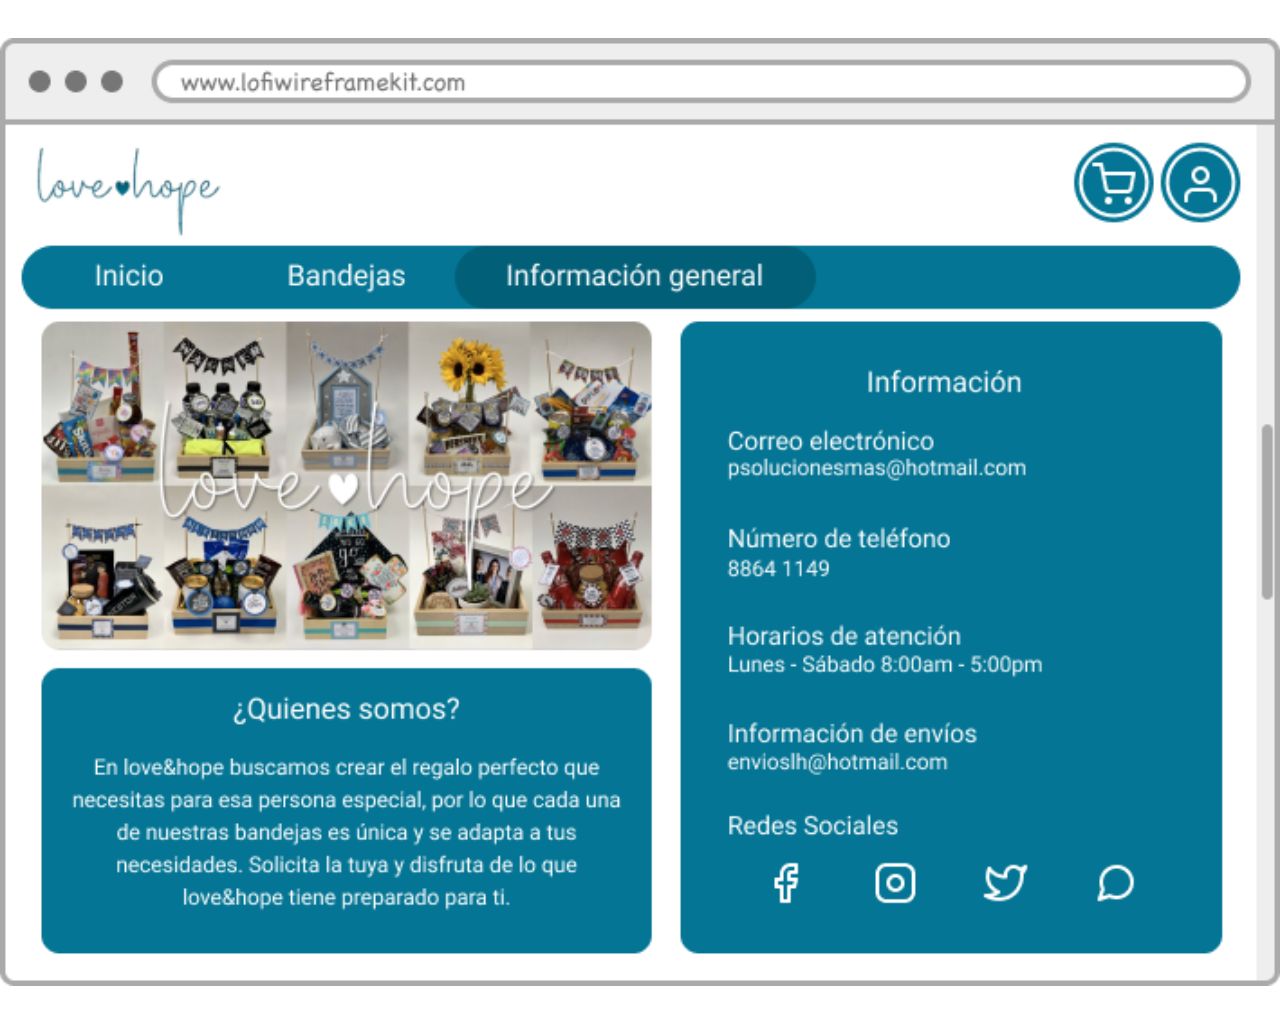 www.lofiwireframekit.com
love hope
Inicio Bandejas Información general
love hope
¿Quienes somos?
En love&hope buscamos crear el regalo perfecto que
necesitas para esa persona especial, por lo que cada una
de nuestras bandejas es única y se adapta a tus
necesidades. Solicita la tuya y disfruta de lo que
love&hope tiene preparado para ti.
Información
Correo electrónico
psolucionesmas@hotmail.com
Número de teléfono
8864 1149
Horarios de atención
Lunes - Sábado 8:00am - 5:00pm
Información de envíos
envioslh@hotmail.com
Redes Sociales